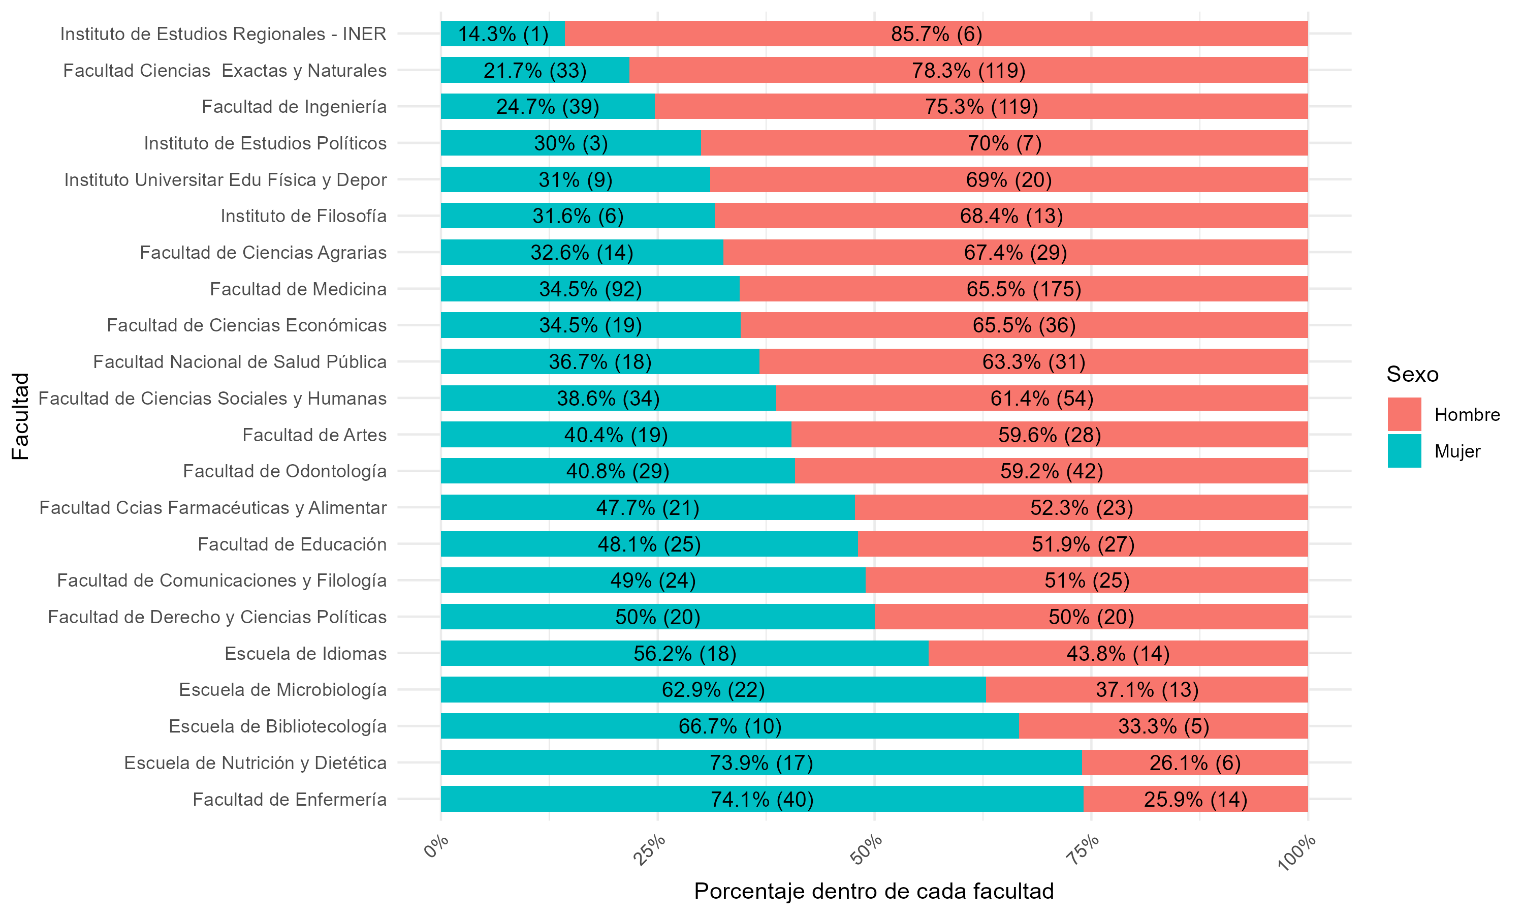 Instituto de Estudios Regionales - INER 14.3% (1) 85.7% (6)
Facultad Ciencias  Exactas y Naturales 21.7% (33) 78.3% (119)
Facultad de Ingeniería 24.7% (39) 75.3% (119)
Instituto de Estudios Políticos 30% (3) 70% (7)
Instituto Universitar Edu Física y Depor 31% (9) 69% (20)
Instituto de Filosofía 31.6% (6) 68.4% (13)
Facultad de Ciencias Agrarias 32.6% (14) 67.4% (29)
Facultad de Medicina 34.5% (92) 65.5% (175)
Facultad de Ciencias Económicas 34.5% (19) 65.5% (36)
Facultad Nacional de Salud Pública 36.7% (18) 63.3% (31)
Facultad de Ciencias Sociales y Humanas 38.6% (34) 61.4% (54)
Facultad de Artes 40.4% (19) 59.6% (28)
Facultad de Odontología 40.8% (29) 59.2% (42)
Facultad Ccias Farmacéuticas y Alimentar 47.7% (21) 52.3% (23)
Facultad de Educación 48.1% (25) 51.9% (27)
Facultad de Comunicaciones y Filología 49% (24) 51% (25)
Facultad de Derecho y Ciencias Políticas 50% (20) 50% (20)
Escuela de Idiomas 56.2% (18) 43.8% (14)
Escuela de Microbiología 62.9% (22) 37.1% (13)
Escuela de Bibliotecología 66.7% (10) 33.3% (5)
Escuela de Nutrición y Dietética 73.9% (17) 26.1% (6)
Facultad de Enfermería 74.1% (40) 25.9% (14)
0% 25% 50% 75% 100%
Porcentaje dentro de cada facultad
Facultad
Sexo
Hombre
Mujer